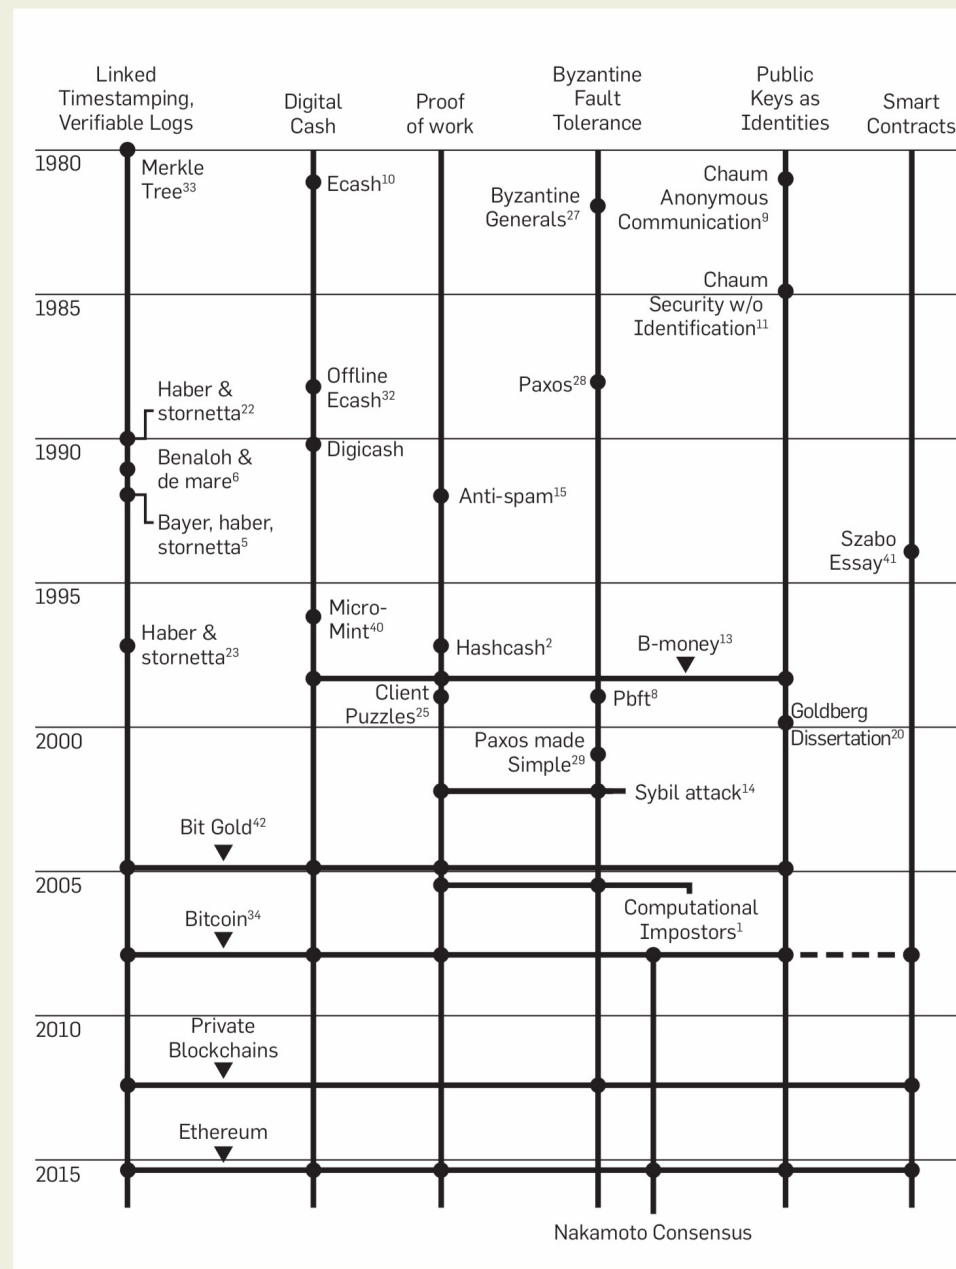 Linked
Timestamping,
Verifiable Logs
Digital
Cash
Proof
of work
Byzantine
Fault
Tolerance
Public
Keys as
Identities
Smart
Contracts
1980
Merkle
Tree33
Ecash10
Byzantine
Generals27
Chaum
Anonymous
Communication9
1985
Chaum
Security w/o
Identification11
Haber &
stornetta22
Offline
Ecash32
Paxos28
1990
Digicash
Benaloh &
de mare6
Anti-spam15
Bayer, haber,
stornetta5
Szabo
Essay41
1995
Micro-
Mint40
Haber &
stornetta23
Hashcash2
B-money13
Client
Puzzles25
Pbft8
Goldberg
Dissertation20
2000
Paxos made
Simple29
Sybil attack14
Bit Gold42
2005
Computational
Impostors1
Bitcoin34
2010
Private
Blockchains
Ethereum
2015
Nakamoto Consensus